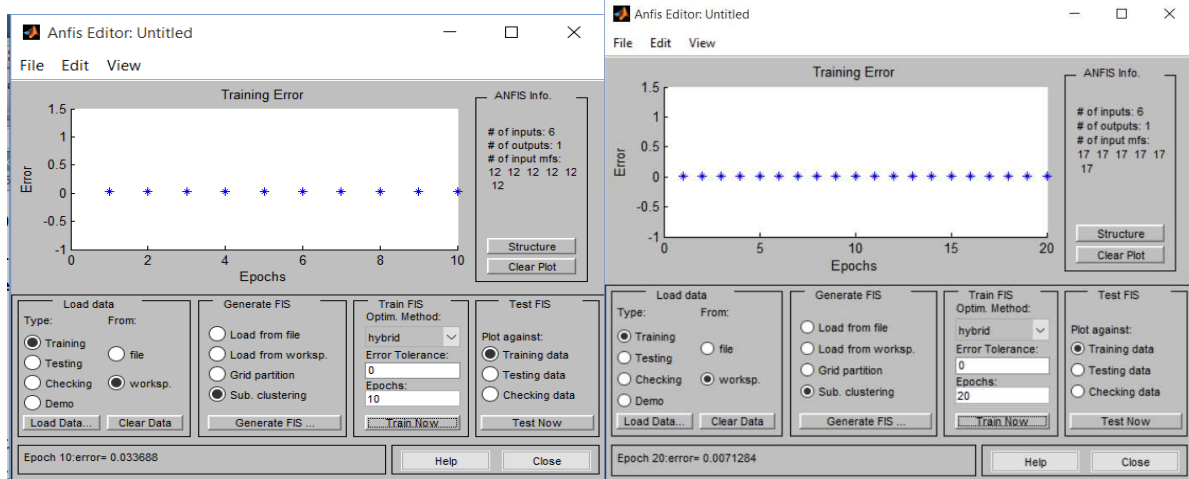 Anfis Editor: Untitled
File Edit View
Training Error
1.5
1
0.5
0
-0.5
-1
Error
0 2 4 6 8 10
Epochs
ANFIS Info.
# of inputs: 6
# of outputs: 1
# of input mfs:
12 12 12 12 12
12
Structure
Clear Plot
Load data
Type: From:
Training
Testing
Checking
Demo
file
worksp.
Load Data... Clear Data
Generate FIS
Load from file
Load from worksp.
Grid partition
Sub. clustering
Generate FIS ...
Train FIS
Optim. Method:
hybrid
Error Tolerance:
0
Epochs:
10
Train Now
Test FIS
Plot against:
Training data
Testing data
Checking data
Test Now
Epoch 10:error= 0.033688
Help Close
Anfis Editor: Untitled
File Edit View
Training Error
1.5
1
0.5
0
-0.5
-1
Error
0 5 10 15 20
Epochs
ANFIS Info.
# of inputs: 6
# of outputs: 1
# of input mfs:
17 17 17 17 17
17
Structure
Clear Plot
Load data
Type: From:
Training
Testing
Checking
Demo
file
worksp.
Load Data... Clear Data
Generate FIS
Load from file
Load from worksp.
Grid partition
Sub. clustering
Generate FIS ...
Train FIS
Optim. Method:
hybrid
Error Tolerance:
0
Epochs:
20
Train Now
Test FIS
Plot against:
Training data
Testing data
Checking data
Test Now
Epoch 20:error= 0.0071284
Help Close